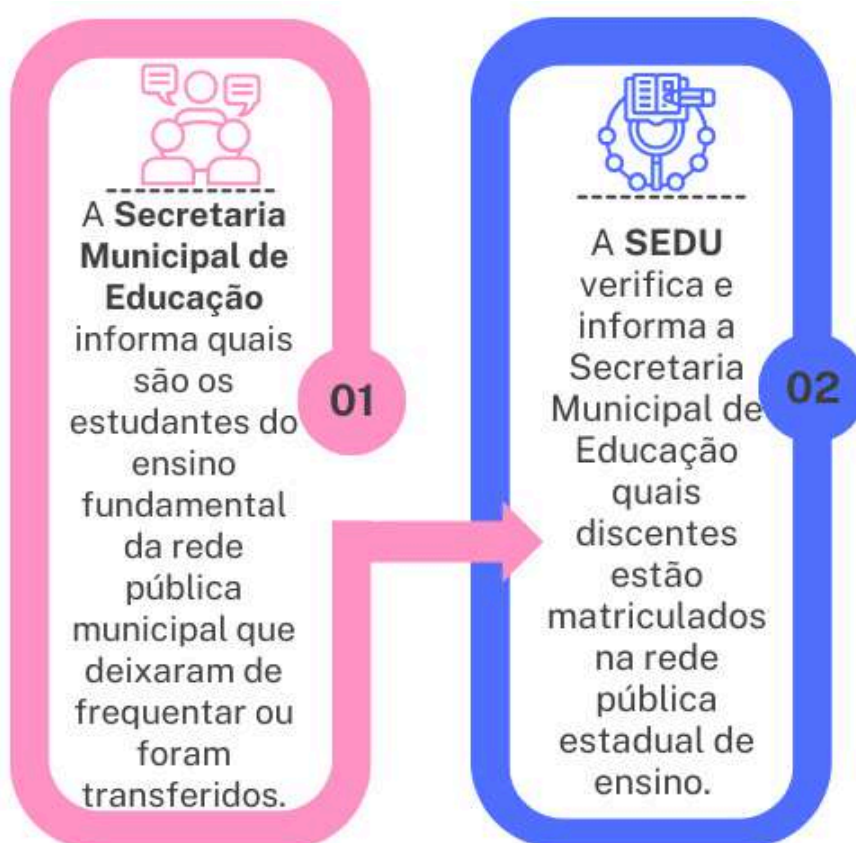 A Secretaria
Municipal de
Educação
informa quais
são os
estudantes do
ensino
fundamental
da rede
pública
municipal que
deixaram de
frequentar ou
foram
transferidos.
01
A SEDU
verifica e
informa a
Secretaria
Municipal de
Educação
quais
discentes
estão
matriculados
na rede
pública
estadual de
ensino.
02